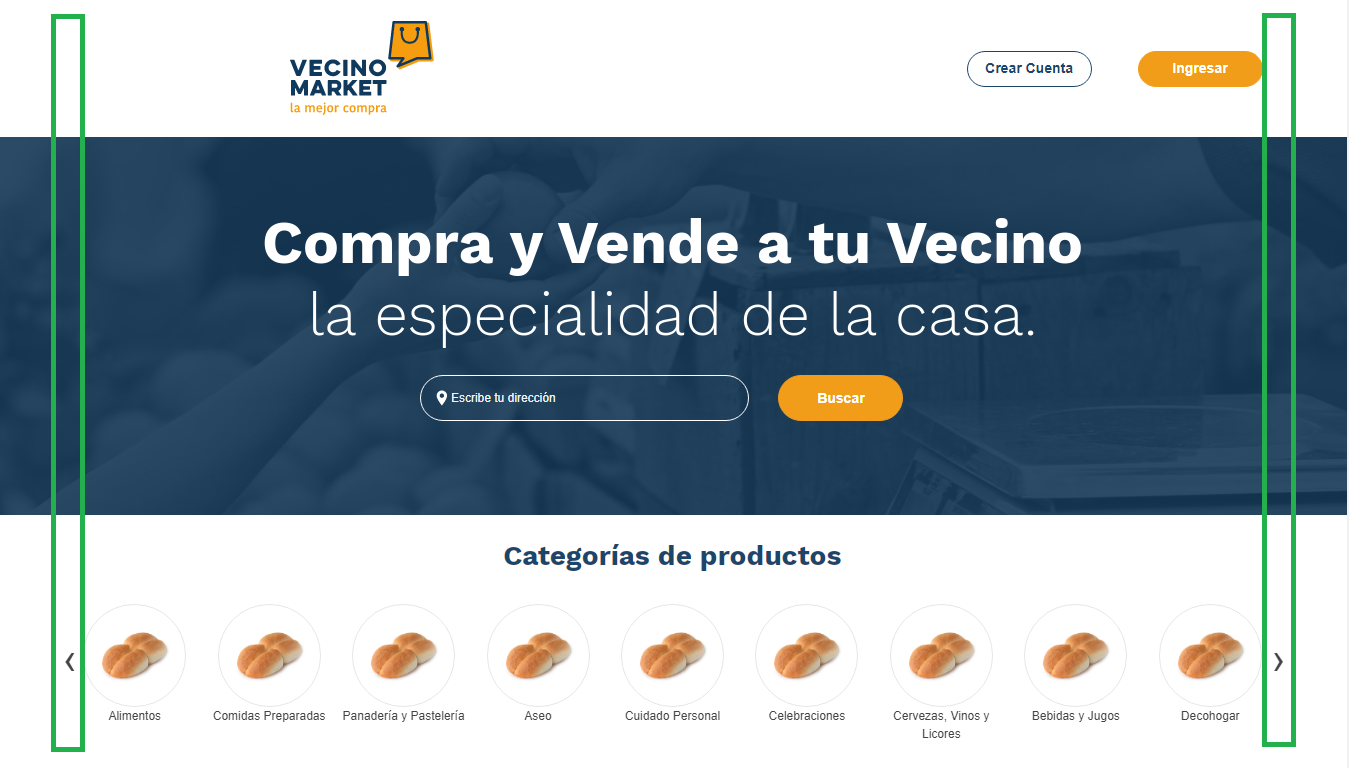 VECINO
MARKET
la mejor compra
Crear Cuenta
Ingresar
Compra y Vende a tu Vecino
la especialidad de la casa.
Escribe tu dirección
Buscar
Categorías de productos
Alimentos
Comidas Preparadas
Panadería y Pastelería
Aseo
Cuidado Personal
Celebraciones
Cervezas, Vinos y
Licores
Bebidas y Jugos
Decohogar